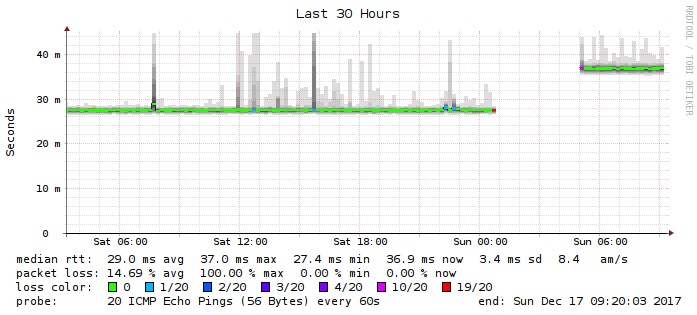 Last 30 Hours
RRDTOOL / TOBI OETIKER
Seconds
40 m
30 m
20 m
10 m
0
Sat 06:00 Sat 12:00 Sat 18:00 Sun 00:00 Sun 06:00
median rtt: 29.0 ms avg 37.0 ms max 27.4 ms min 36.9 ms now 3.4 ms sd 8.4 am/s
packet loss: 14.69 % avg 100.00 % max 0.00 % min 0.00 % now
loss color: 0 1/20 2/20 3/20 4/20 10/20 19/20
probe: 20 ICMP Echo Pings (56 Bytes) every 60s end: Sun Dec 17 09:20:03 2017